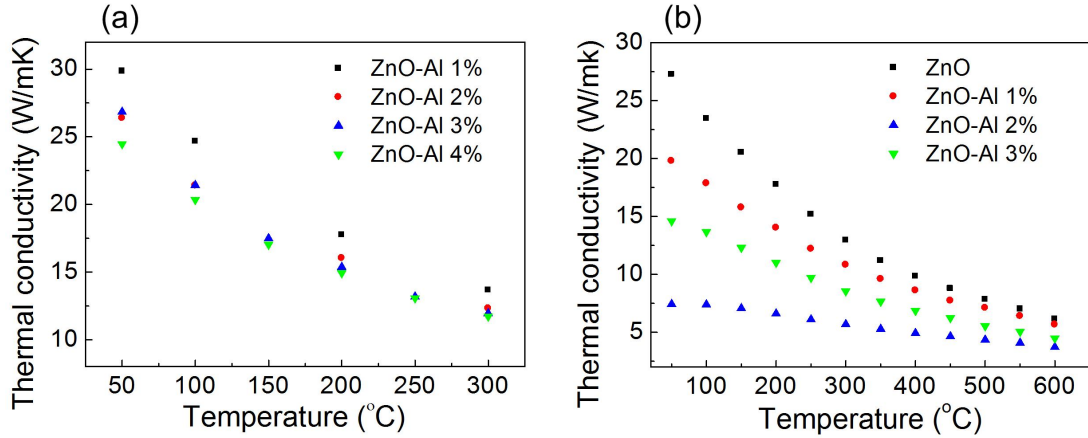 (a)
Thermal conductivity (W/mK)
30
25
20
15
10
ZnO-Al 1%
ZnO-Al 2%
ZnO-Al 3%
ZnO-Al 4%
50 100 150 200 250 300
Temperature (°C)
(b)
Thermal conductivity (W/mk)
30
25
20
15
10
5
ZnO
ZnO-Al 1%
ZnO-Al 2%
ZnO-Al 3%
100 200 300 400 500 600
Temperature (°C)